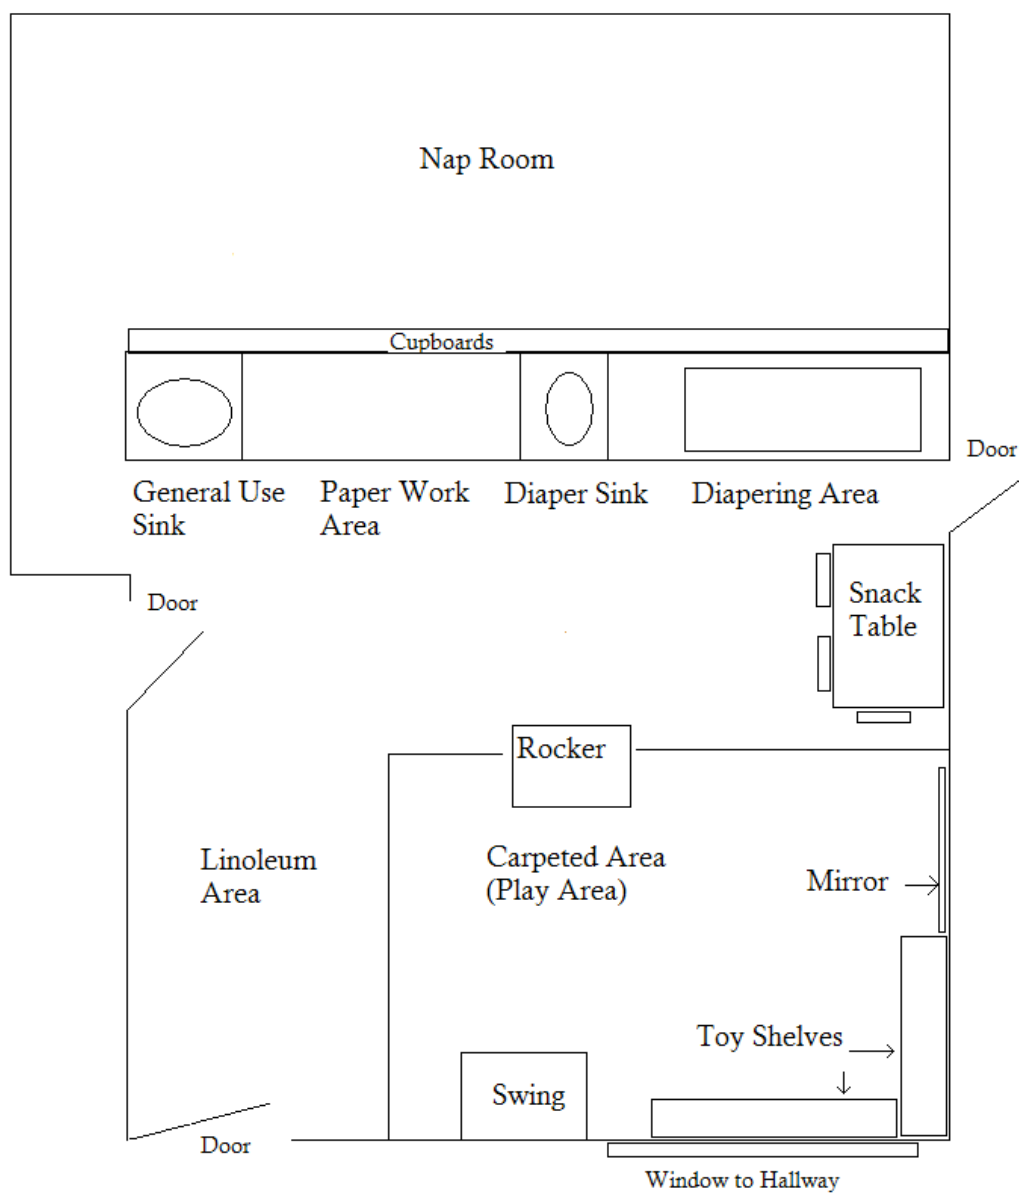 Nap Room
Cupboards
Door
General Use
Sink
Paper Work
Area
Diaper Sink
Diapering Area
Snack
Table
Door
Rocker
Linoleum
Area
Carpeted Area
(Play Area)
Mirror
Toy Shelves
Swing
Door
Window to Hallway